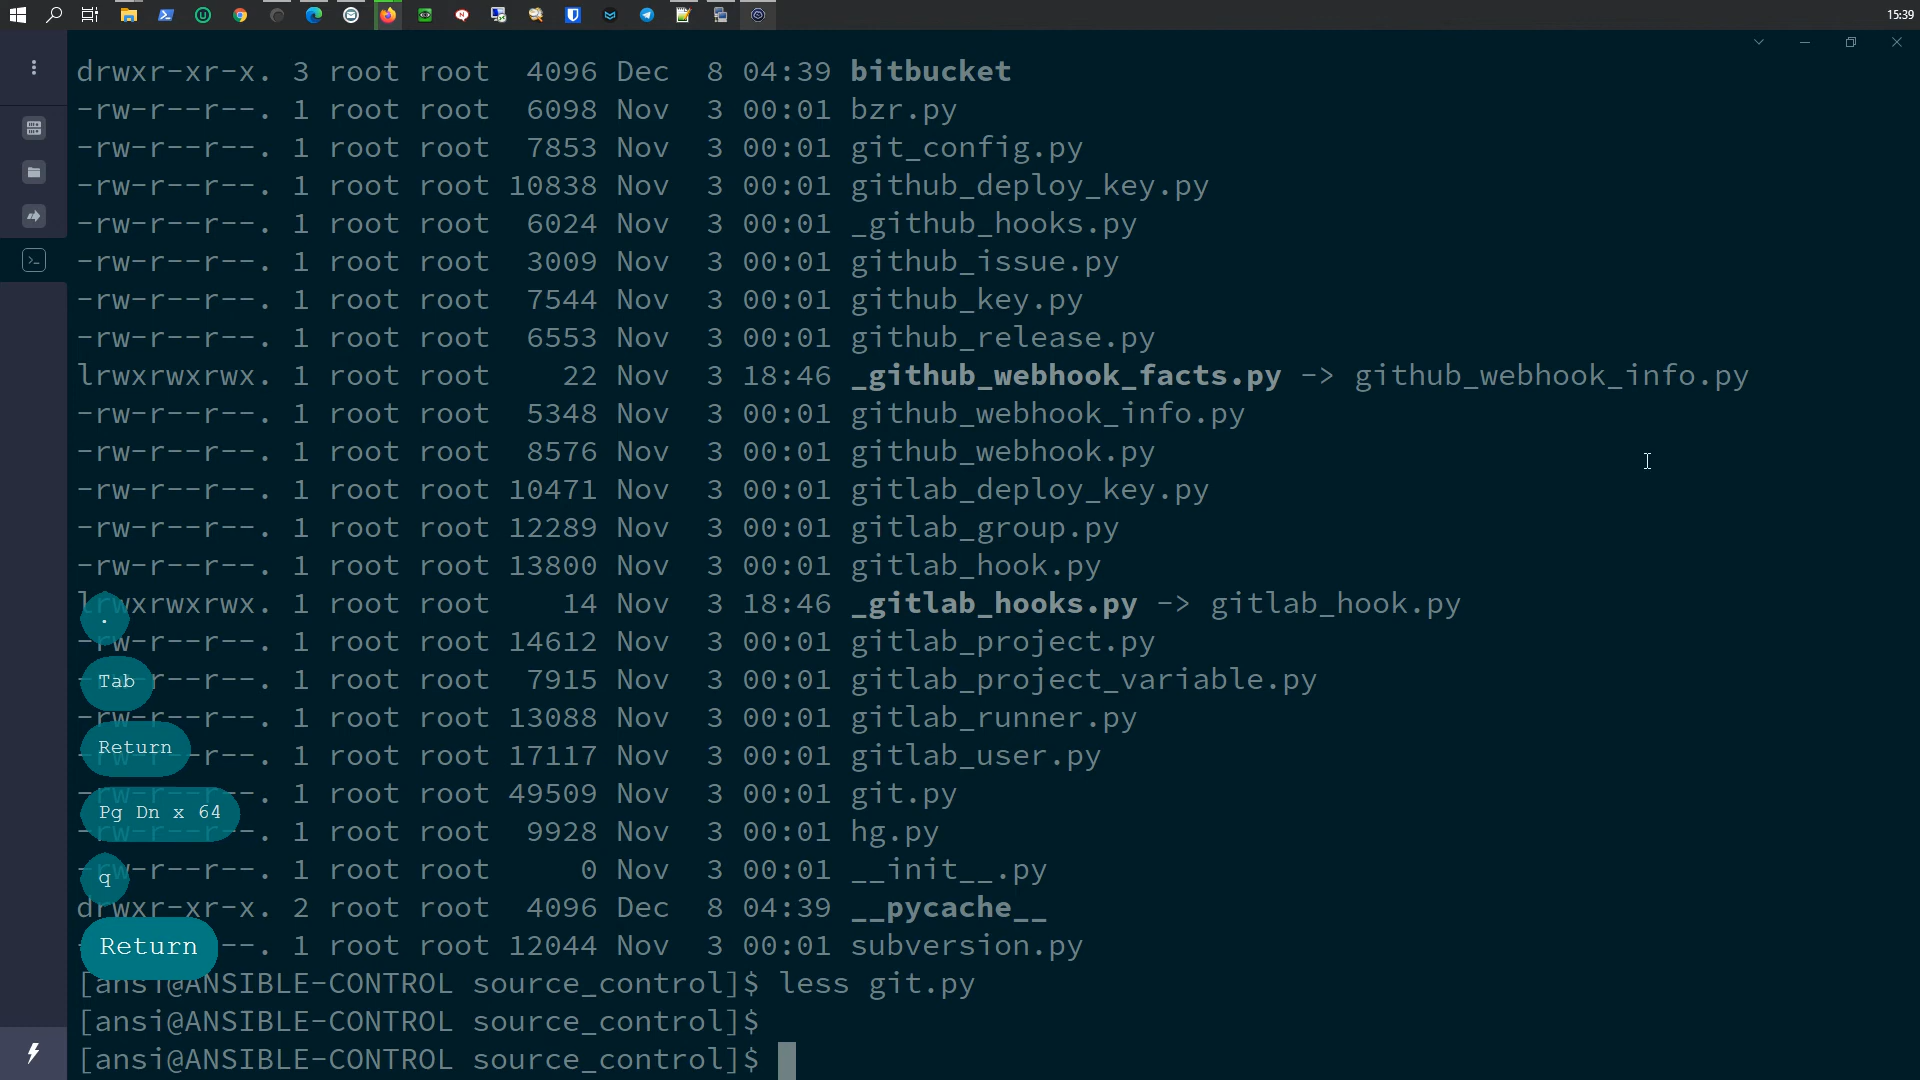 15:39
drwxr-xr-x. 3 root root  4096 Dec  8 04:39 bitbucket
-rw-r--r--. 1 root root  6098 Nov  3 00:01 bzr.py
-rw-r--r--. 1 root root  7853 Nov  3 00:01 git_config.py
-rw-r--r--. 1 root root 10838 Nov  3 00:01 github_deploy_key.py
-rw-r--r--. 1 root root  6024 Nov  3 00:01 _github_hooks.py
-rw-r--r--. 1 root root  3009 Nov  3 00:01 github_issue.py
-rw-r--r--. 1 root root  7544 Nov  3 00:01 github_key.py
-rw-r--r--. 1 root root  6553 Nov  3 00:01 github_release.py
lrwxrwxrwx. 1 root root    22 Nov  3 18:46 _github_webhook_facts.py -> github_webhook_info.py
-rw-r--r--. 1 root root  5348 Nov  3 00:01 github_webhook_info.py
-rw-r--r--. 1 root root  8576 Nov  3 00:01 github_webhook.py
-rw-r--r--. 1 root root 10471 Nov  3 00:01 gitlab_deploy_key.py
-rw-r--r--. 1 root root 12289 Nov  3 00:01 gitlab_group.py
-rw-r--r--. 1 root root 13800 Nov  3 00:01 gitlab_hook.py
lrwxrwxrwx. 1 root root    14 Nov  3 18:46 _gitlab_hooks.py -> gitlab_hook.py
.
-rw-r--r--. 1 root root 14612 Nov  3 00:01 gitlab_project.py
-rw-r--r--. 1 root root  7915 Nov  3 00:01 gitlab_project_variable.py
Tab
-rw-r--r--. 1 root root 13088 Nov  3 00:01 gitlab_runner.py
-rw-r--r--. 1 root root 17117 Nov  3 00:01 gitlab_user.py
Return
-rw-r--r--. 1 root root 49509 Nov  3 00:01 git.py
Pg Dn x 64
-rw-r--r--. 1 root root  9928 Nov  3 00:01 hg.py
-rw-r--r--. 1 root root     0 Nov  3 00:01 __init__.py
q
drwxr-xr-x. 2 root root  4096 Dec  8 04:39 __pycache__
-rw-r--r--. 1 root root 12044 Nov  3 00:01 subversion.py
Return
[ansi@ANSIBLE-CONTROL source_control]$ less git.py
[ansi@ANSIBLE-CONTROL source_control]$
[ansi@ANSIBLE-CONTROL source_control]$